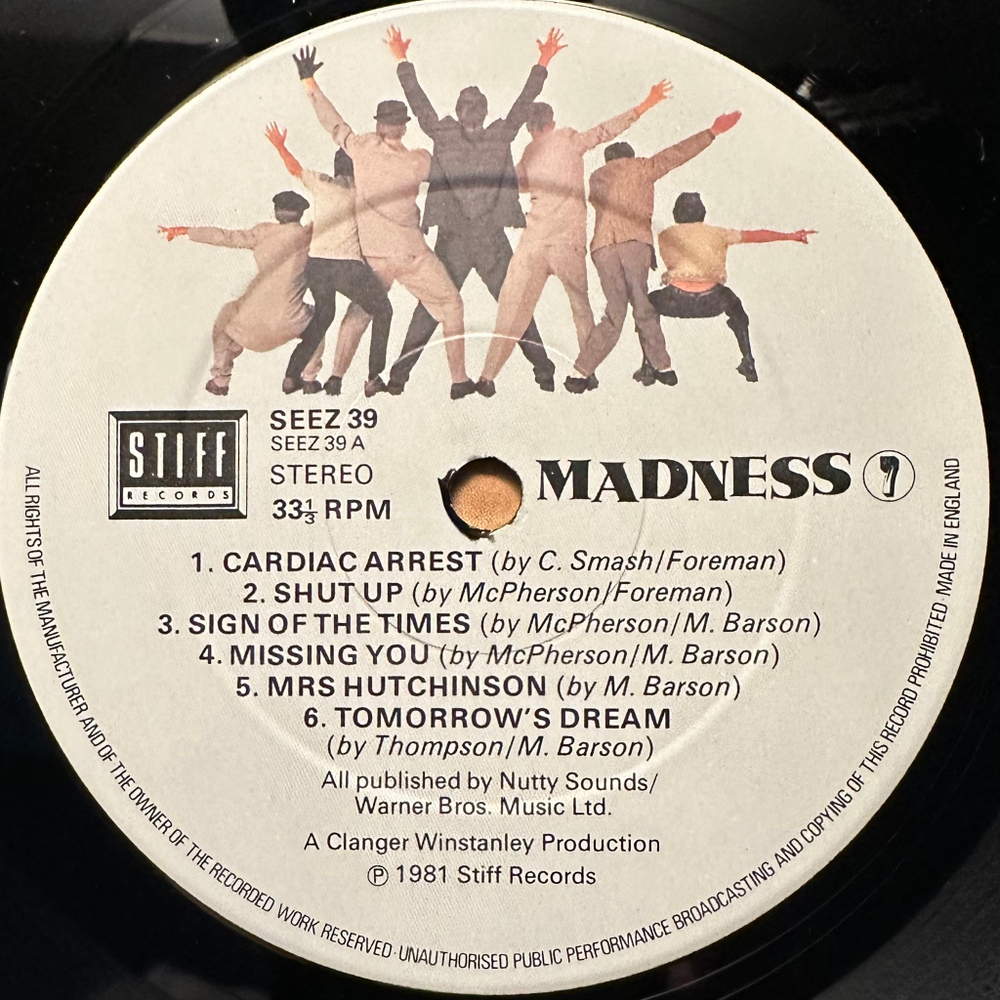 STIFF
RECORDS
SEEZ 39
SEEZ 39 A
STEREO
33⅓ RPM
MADNESS 7
1. CARDIAC ARREST (by C. Smash/Foreman)
2. SHUT UP (by McPherson/Foreman)
3. SIGN OF THE TIMES (by McPherson/M. Barson)
4. MISSING YOU (by McPherson/M. Barson)
5. MRS HUTCHINSON (by M. Barson)
6. TOMORROW'S DREAM
(by Thompson/M. Barson)
All published by Nutty Sounds/
Warner Bros. Music Ltd.
A Clanger Winstanley Production
℗ 1981 Stiff Records
ALL RIGHTS OF THE MANUFACTURER AND OF THE OWNER OF THE RECORDED WORK RESERVED · UNAUTHORISED PUBLIC PERFORMANCE BROADCASTING AND COPYING OF THIS RECORD PROHIBITED · MADE IN ENGLAND